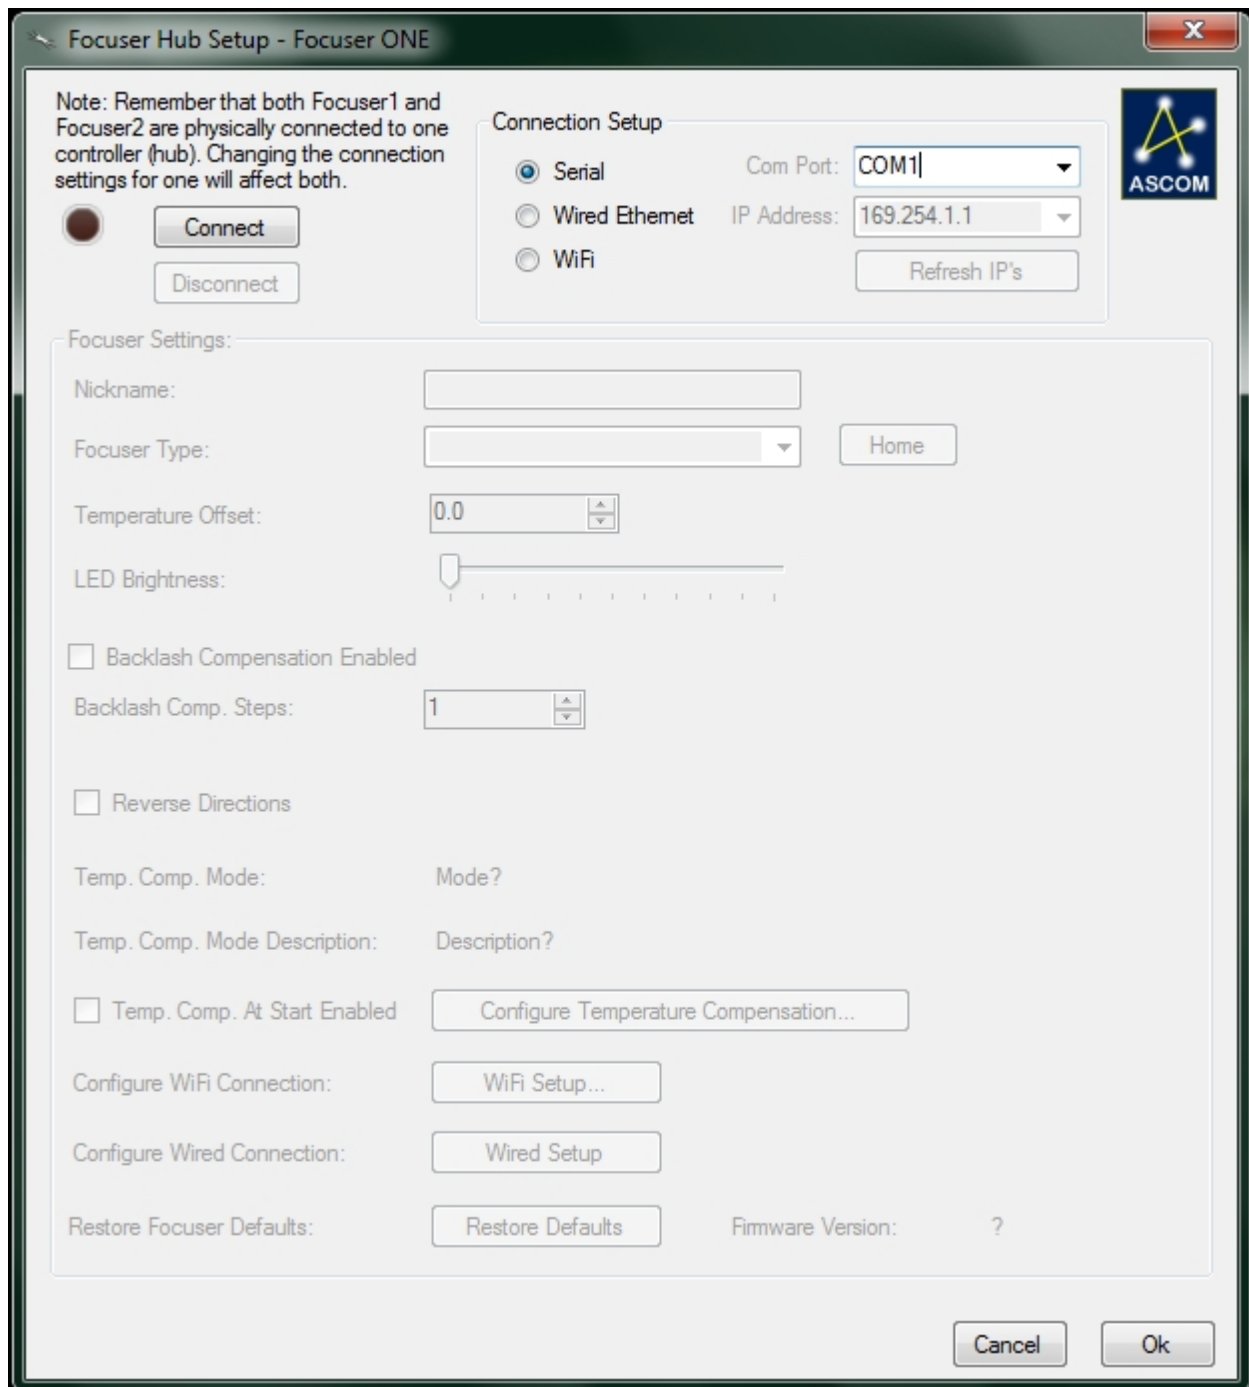 Focuser Hub Setup - Focuser ONE
x
Note: Remember that both Focuser1 and
Focuser2 are physically connected to one
controller (hub). Changing the connection
settings for one will affect both.
Connect
Disconnect
Connection Setup
Serial
Com Port:
COM1
Wired Ethernet
IP Address:
169.254.1.1
WiFi
Refresh IP's
ASCOM
Focuser Settings:
Nickname:
Focuser Type:
Home
Temperature Offset:
0.0
LED Brightness:
Backlash Compensation Enabled
Backlash Comp. Steps:
1
Reverse Directions
Temp. Comp. Mode:
Mode?
Temp. Comp. Mode Description:
Description?
Temp. Comp. At Start Enabled
Configure Temperature Compensation...
Configure WiFi Connection:
WiFi Setup...
Configure Wired Connection:
Wired Setup
Restore Focuser Defaults:
Restore Defaults
Firmware Version:
?
Cancel
Ok